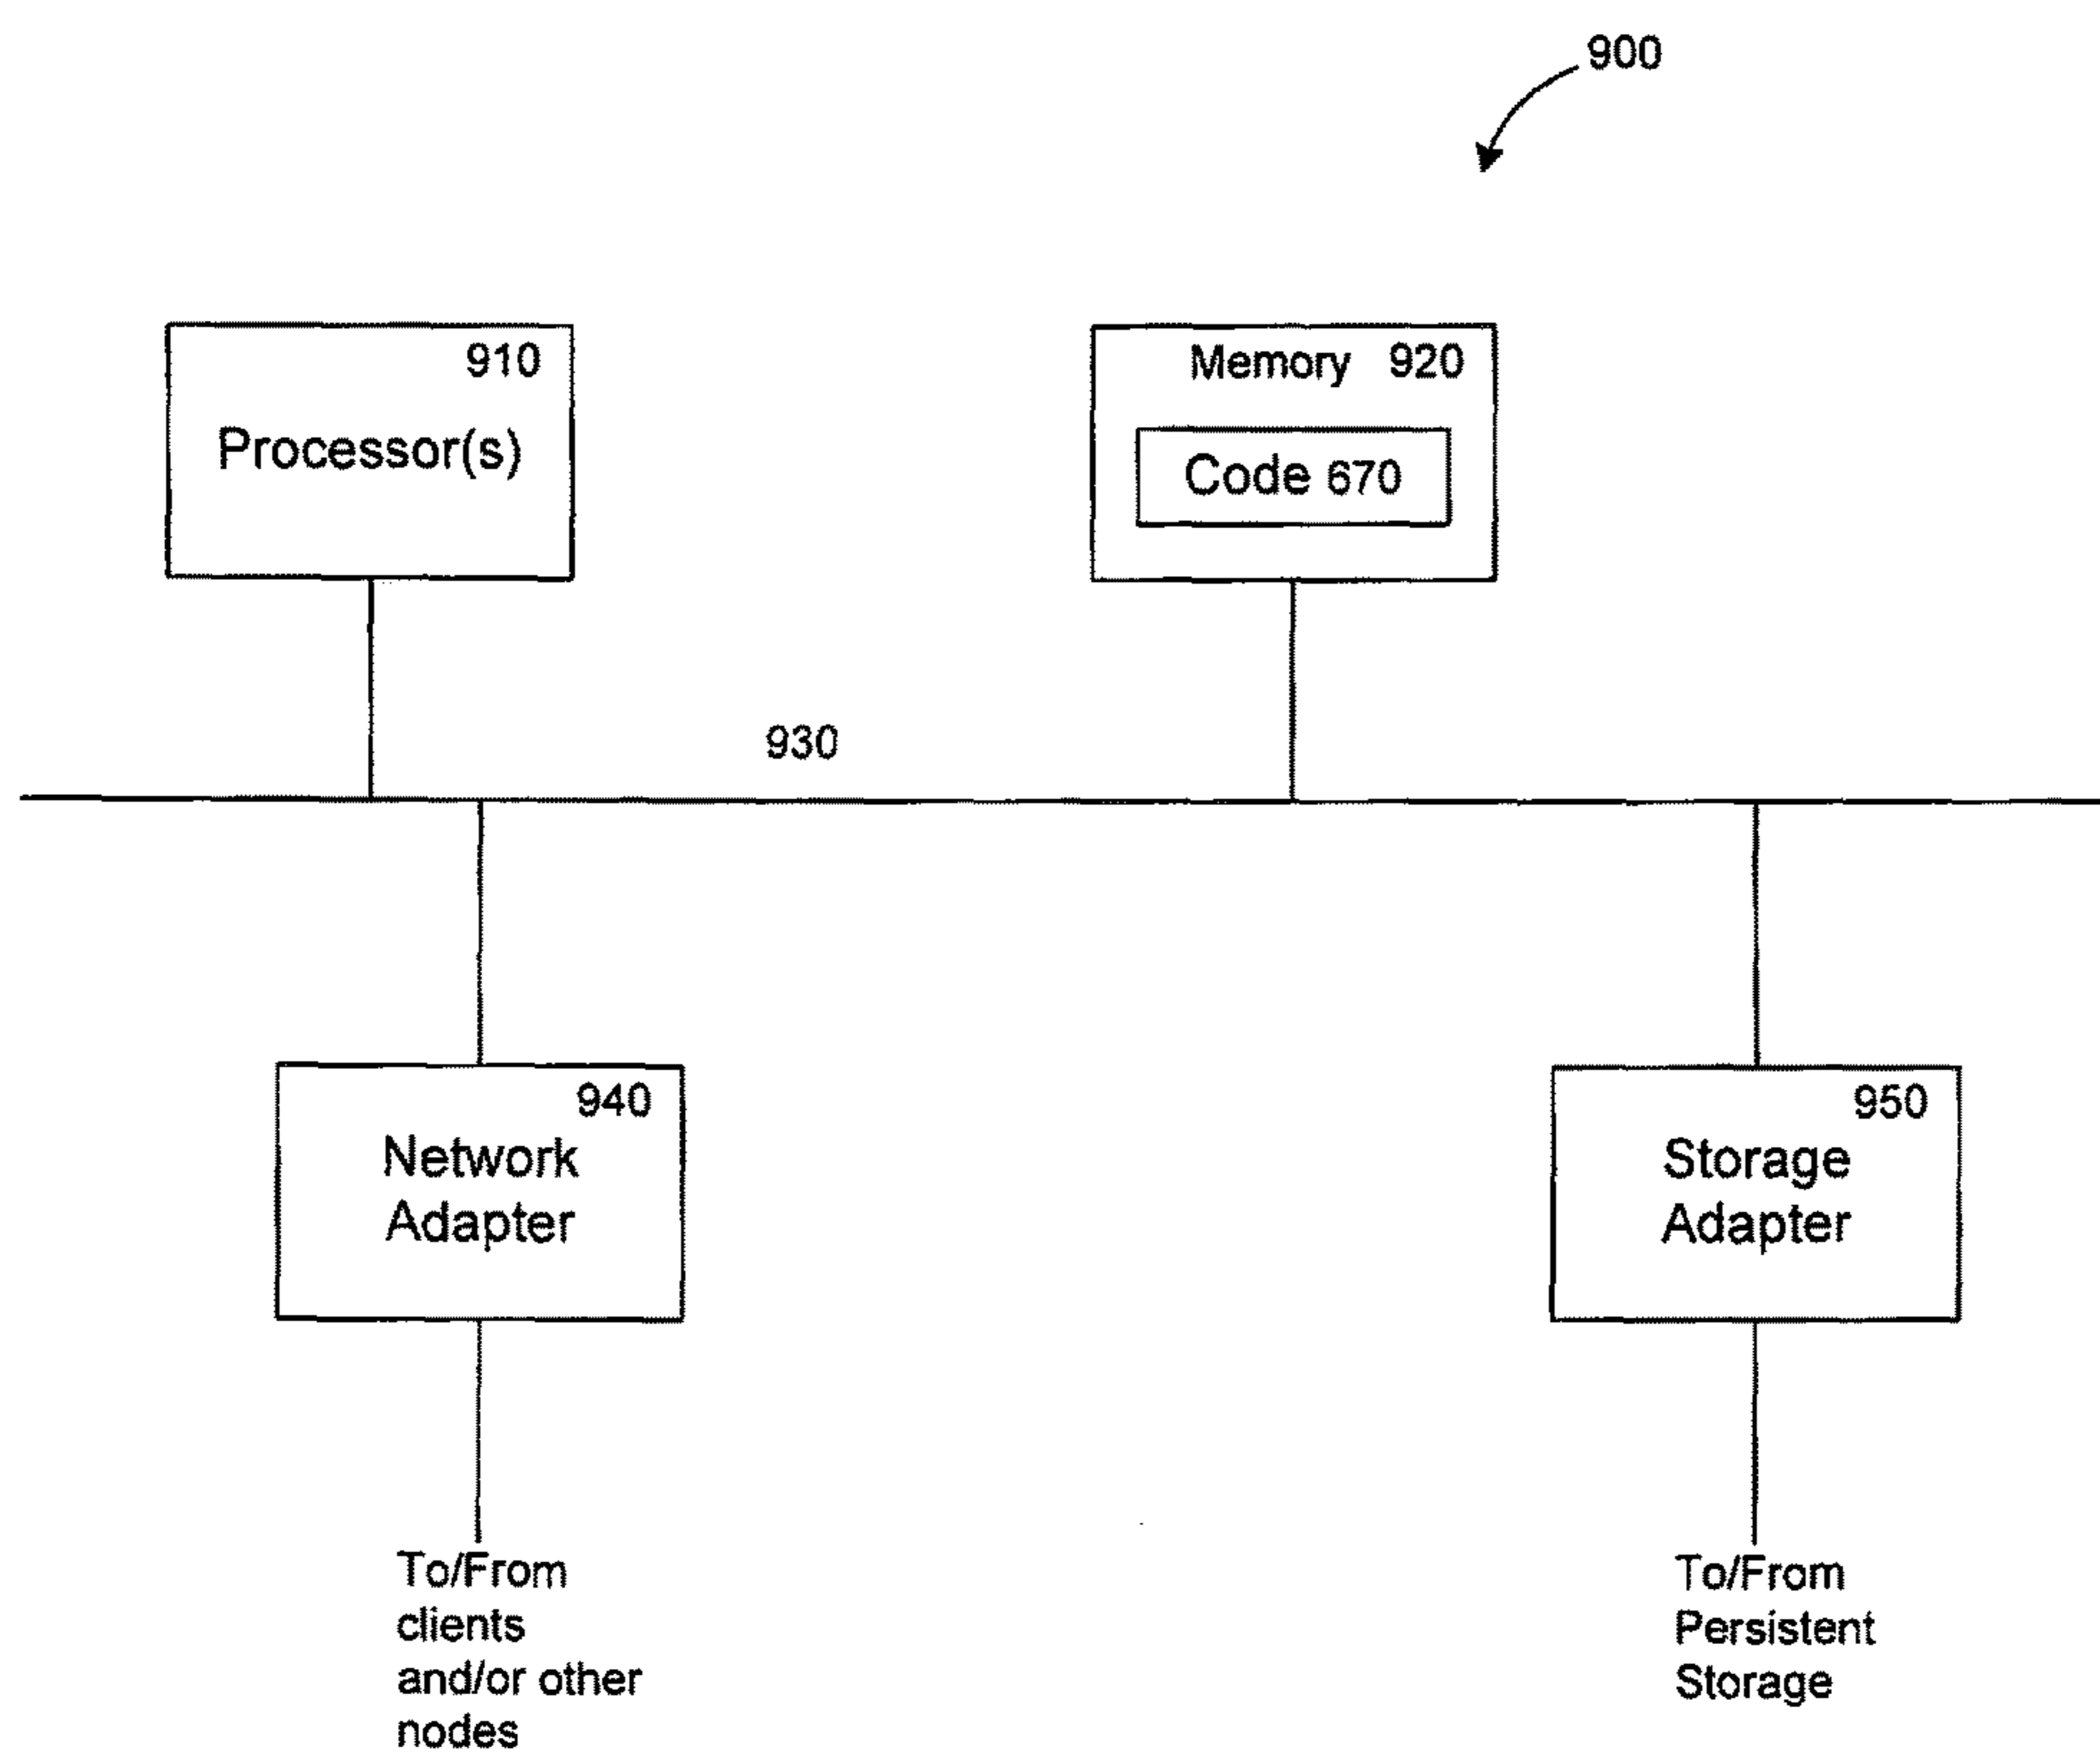 900
910
Processor(s)
Memory 920
Code 670
930
940
Network
Adapter
950
Storage
Adapter
To/From
clients
and/or other
nodes
To/From
Persistent
Storage